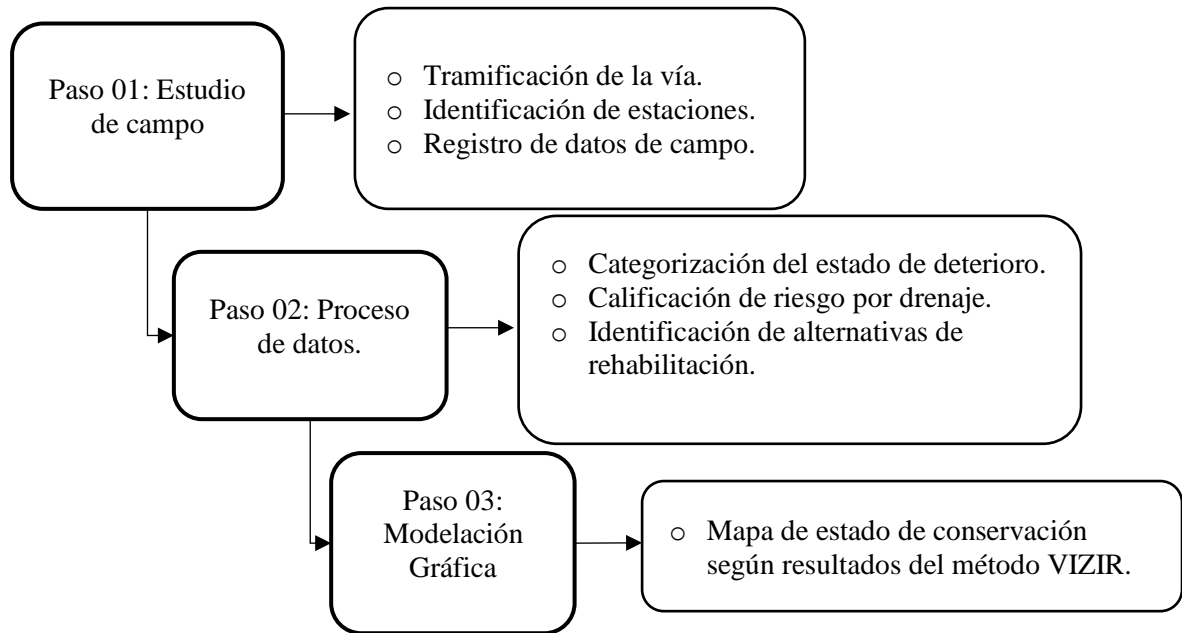 Paso 01: Estudio
de campo
o Tramificación de la vía.
o Identificación de estaciones.
o Registro de datos de campo.
Paso 02: Proceso
de datos.
o Categorización del estado de deterioro.
o Calificación de riesgo por drenaje.
o Identificación de alternativas de
rehabilitación.
Paso 03:
Modelación
Gráfica
o Mapa de estado de conservación
según resultados del método VIZIR.